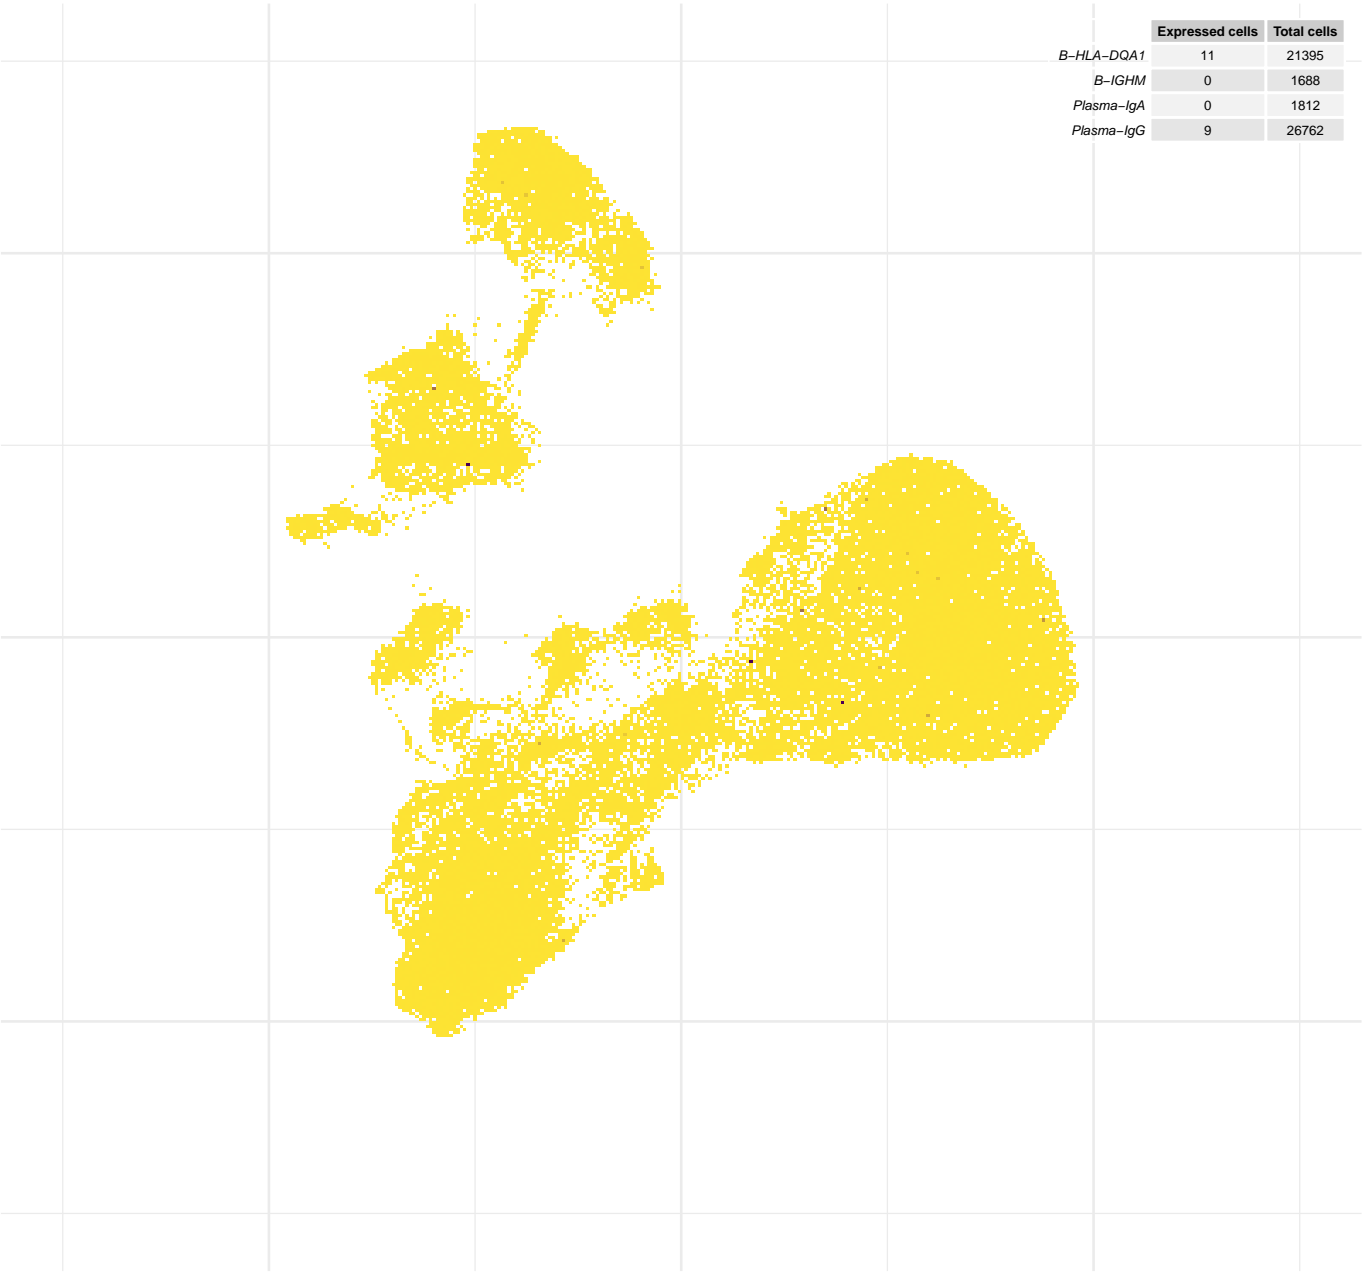 Expressed cells Total cells
B−HLA−DQA1 11 21395
B−IGHM 0 1688
Plasma−IgA 0 1812
Plasma−IgG 9 26762